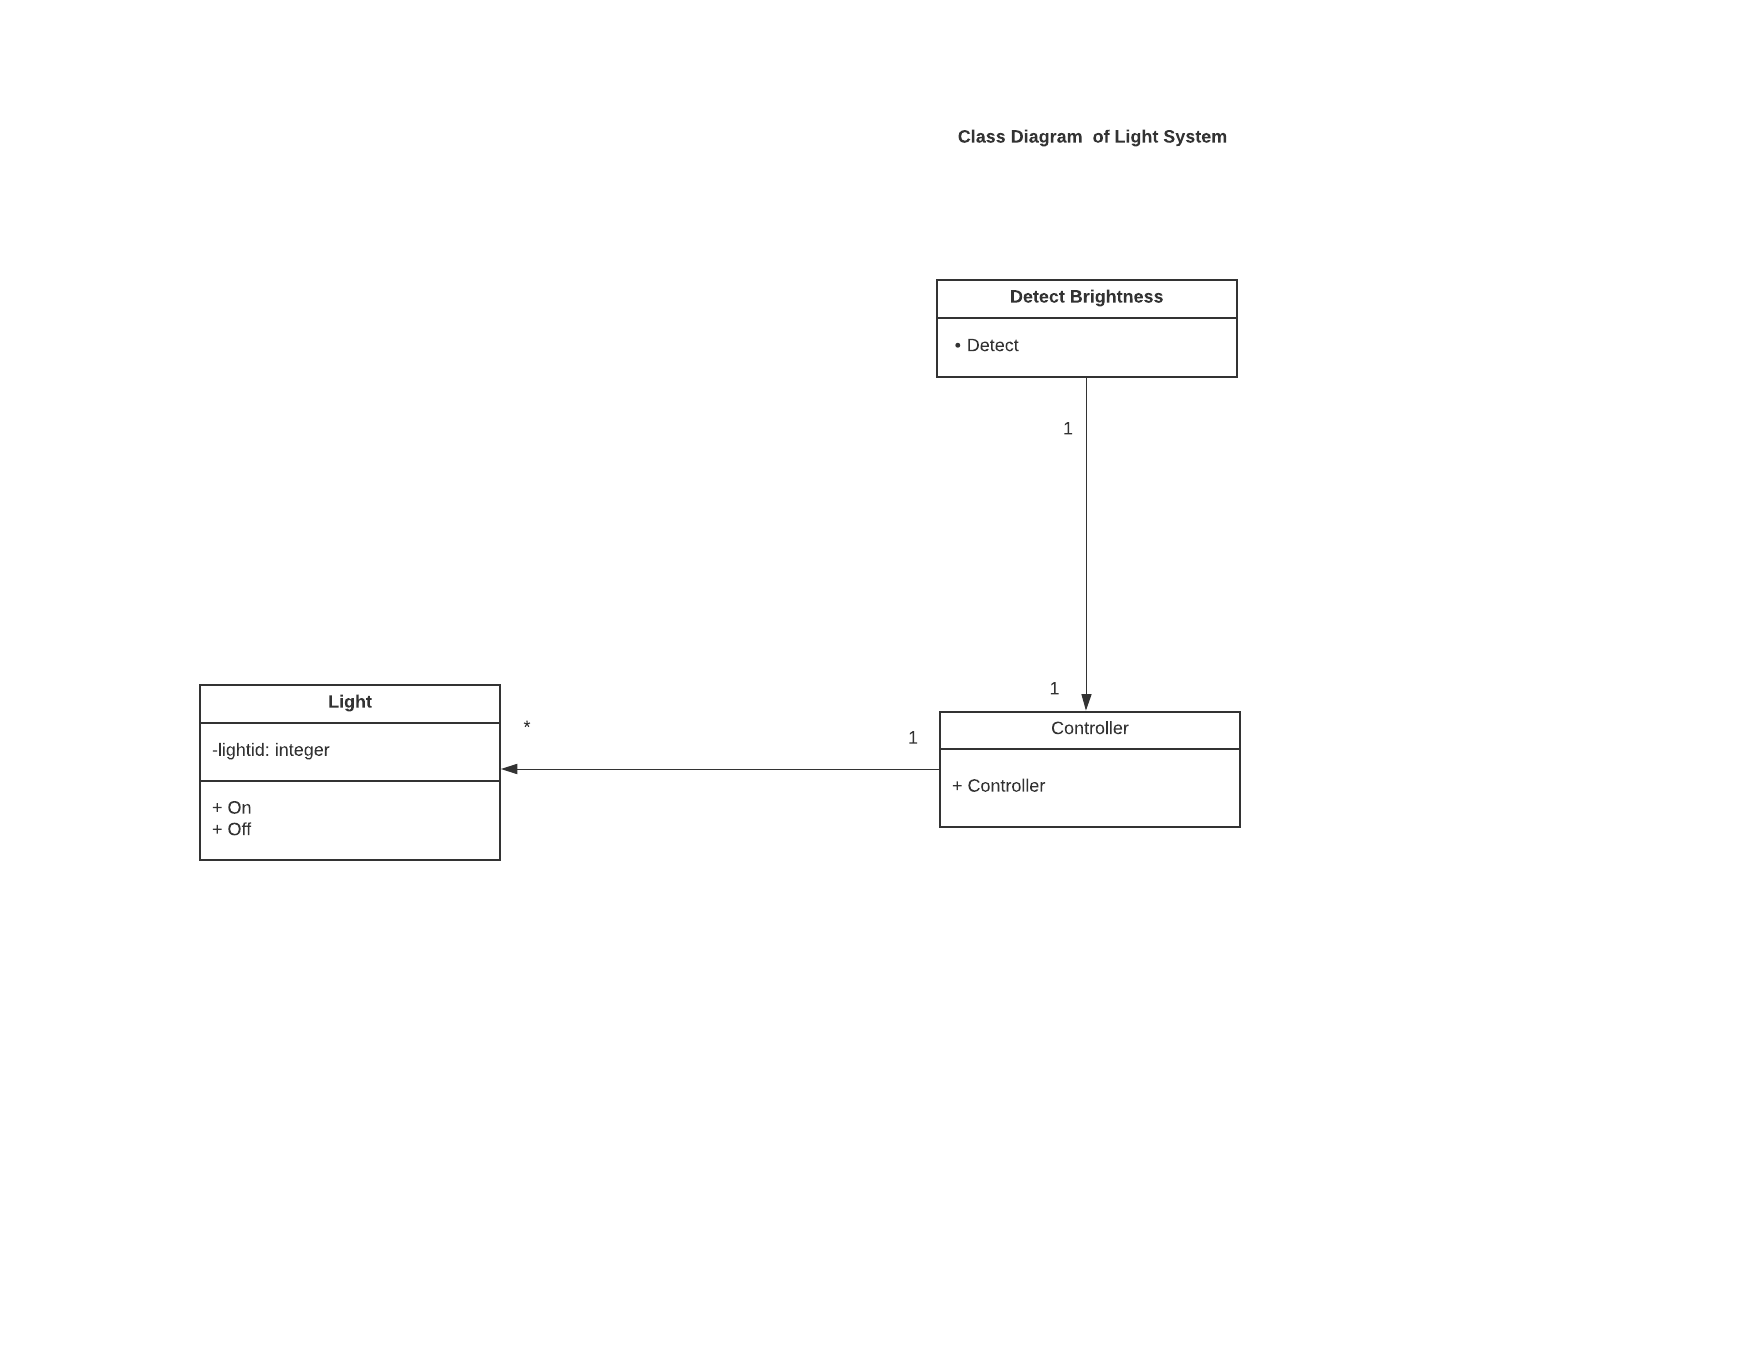 Class Diagram  of Light System
Detect Brightness
• Detect
1
1
Controller
+ Controller
1
*
Light
-lightid: integer
+ On
+ Off